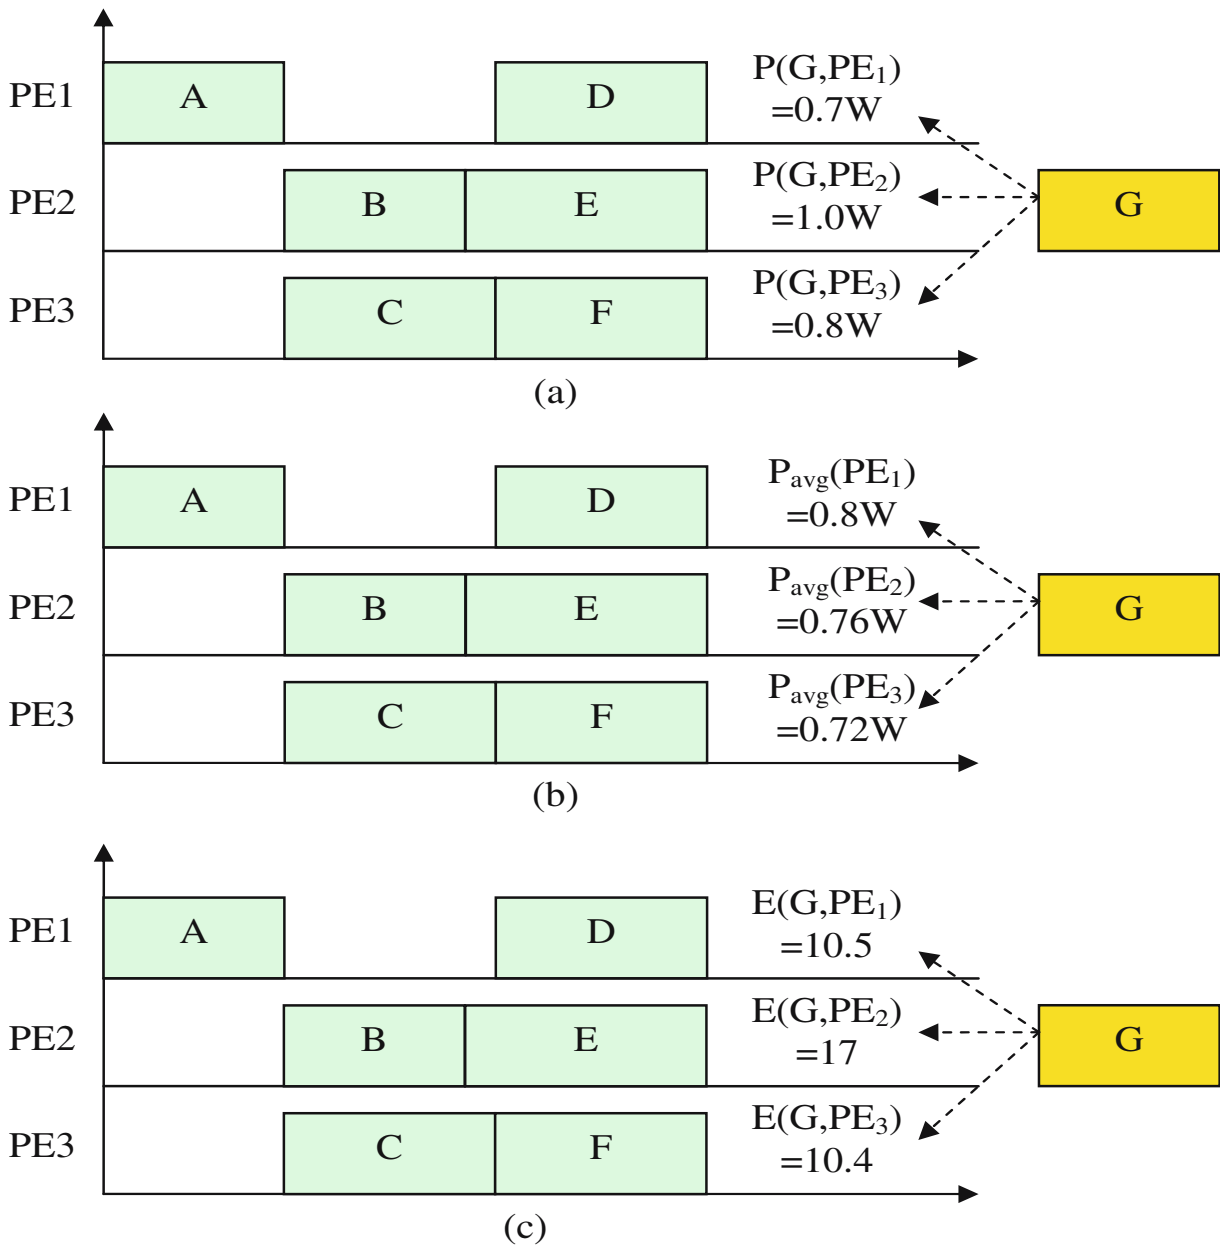 PE1 A D P(G,PE₁)
=0.7W
PE2 B E P(G,PE₂)
=1.0W G
PE3 C F P(G,PE₃)
=0.8W
(a)
PE1 A D Pavg(PE₁)
=0.8W
PE2 B E Pavg(PE₂)
=0.76W G
PE3 C F Pavg(PE₃)
=0.72W
(b)
PE1 A D E(G,PE₁)
=10.5
PE2 B E E(G,PE₂)
=17 G
PE3 C F E(G,PE₃)
=10.4
(c)